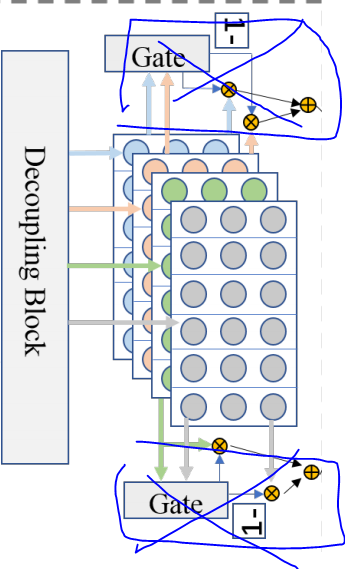 Gate
1-
Decoupling Block
Gate
1-